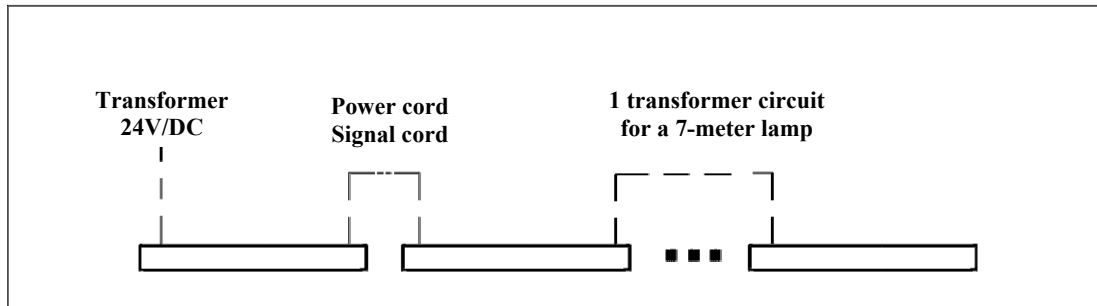 Transformer
24V/DC
Power cord
Signal cord
1 transformer circuit
for a 7-meter lamp